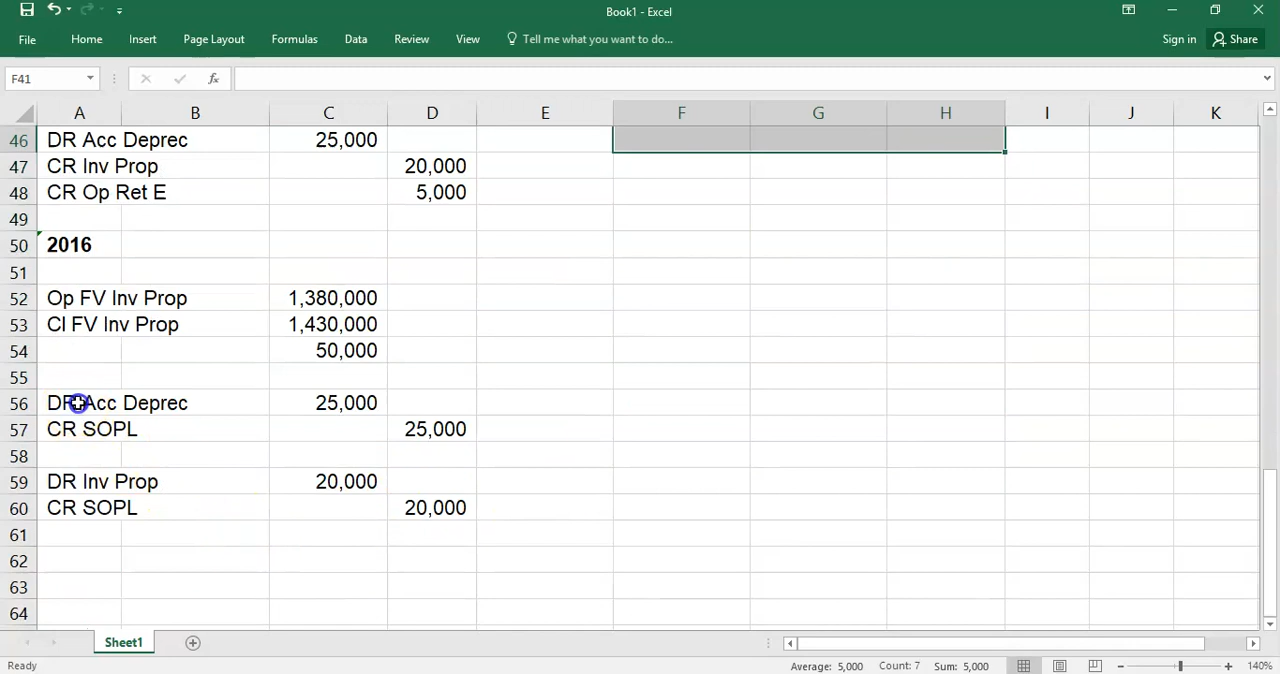 Book1 - Excel
File Home Insert Page Layout Formulas Data Review View Tell me what you want to do... Sign in Share
F41 fx
A B C D E F G H I J K
46 DR Acc Deprec 25,000
47 CR Inv Prop 20,000
48 CR Op Ret E 5,000
49
50 2016
51
52 Op FV Inv Prop 1,380,000
53 Cl FV Inv Prop 1,430,000
54 50,000
55
56 DR Acc Deprec 25,000
57 CR SOPL 25,000
58
59 DR Inv Prop 20,000
60 CR SOPL 20,000
61
62
63
64
Sheet1
Ready Average: 5,000 Count: 7 Sum: 5,000 140%